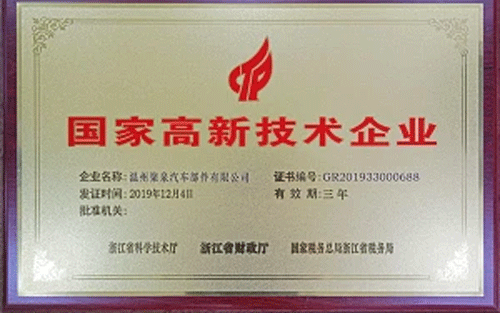 国家高新技术企业
企业名称:温州梁泉汽车部件有限公司 证书编号:GR201933000688
发证时间:2019年12月4日 有效期:三年
批准机关:
浙江省科学技术厅 浙江省财政厅 国家税务总局浙江省税务局